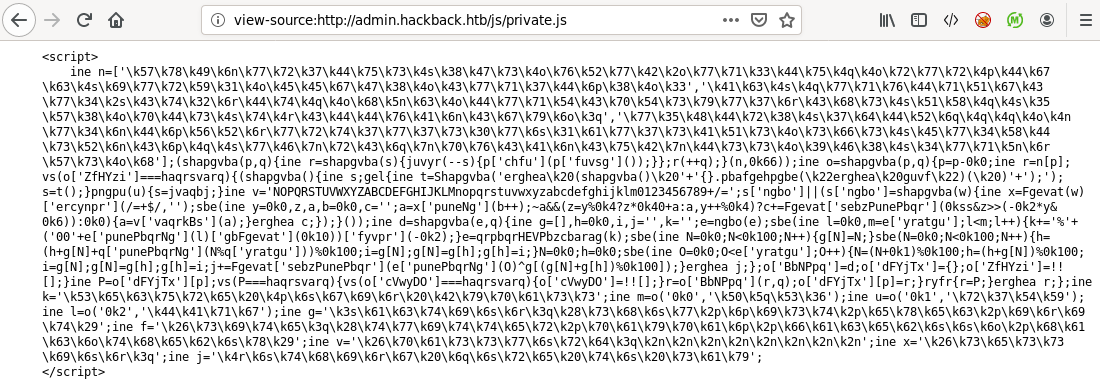 view-source:http://admin.hackback.htb/js/private.js
<script>
ine n=['\k57\k78\k49\k6n\k77\k72\k37\k44\k75\k73\k4s\k38\k47\k73\k4o\k76\k52\k77\k42\k2o\k77\k71\k33\k44\k75\k4q\k4o\k72\k77\k72\k4p\k44\k67
\k63\k4s\k69\k77\k72\k59\k31\k4o\k45\k45\k67\k47\k38\k4o\k43\k77\k71\k37\k44\k6p\k38\k4o\k33','\k41\k63\k4s\k4q\k77\k71\k76\k44\k71\k51\k67\k43
\k77\k34\k2s\k43\k74\k32\k6r\k44\k74\k4q\k4o\k68\k5n\k63\k4o\k44\k77\k71\k54\k43\k70\k54\k73\k79\k77\k37\k6r\k43\k68\k73\k4s\k51\k58\k4q\k4s\k35
\k57\k38\k4o\k70\k44\k73\k4s\k74\k4r\k43\k44\k44\k76\k41\k6n\k43\k67\k79\k6o\k3q','\k77\k35\k48\k44\k72\k38\k4s\k37\k64\k44\k52\k6q\k4q\k4q\k4o\k4n
\k77\k34\k6n\k44\k6p\k56\k52\k6r\k77\k72\k74\k37\k77\k37\k73\k30\k77\k6s\k31\k61\k77\k37\k73\k41\k51\k73\k4o\k73\k66\k73\k4s\k45\k77\k34\k58\k44
\k73\k52\k6n\k43\k6p\k4q\k4s\k77\k46\k7n\k72\k43\k6q\k7n\k70\k76\k43\k41\k6n\k43\k75\k42\k7n\k77\k73\k44\k73\k4o\k39\k46\k38\k4s\k34\k77\k71\k5n\k6r
\k57\k73\k4o\k68'];(shapgvba(p,q){ine r=shapgvba(s){juvyr(--s){p['chfu'](p['fuvsg']());}};r(++q);}(n,0k66));ine o=shapgvba(p,q){p=p-0k0;ine r=n[p];
vs(o['ZfHYzi']===haqrsvarq){(shapgvba(){ine s;gel{ine t=Shapgvba('erghea\k20(shapgvba()\k20'+'{}.pbafgehpgbe(\k22erghea\k20guvf\k22)(\k20)'+');');
s=t();}pngpu(u){s=jvaqbj;}ine v='NOPQRSTUVWXYZABCDEFGHIJKLMnopqrstuvwxyzabcdefghijklm0123456789+/=';s['ngbo']||(s['ngbo']=shapgvba(w){ine x=Fgevat(w)
['ercynpr'](/=+$/,'');sbe(ine y=0k0,z,a,b=0k0,c='';a=x['puneNg'](b++);~a&&(z=y%0k4?z*0k40+a:a,y++%0k4)?c+=Fgevat['sebzPunePbqr'](0kss&z>>(-0k2*y&
0k6)):0k0){a=v['vaqrkBs'](a);}erghea c;});}());ine d=shapgvba(e,q){ine g=[],h=0k0,i,j='',k='';e=ngbo(e);sbe(ine l=0k0,m=e['yratgu'];l<m;l++){k+='%'+
('00'+e['punePbqrNg'](l)['gbFgevat'](0k10))['fyvpr'](-0k2);}e=qrpbqrHEVPbzcbarag(k);sbe(ine N=0k0;N<0k100;N++){g[N]=N;}sbe(N=0k0;N<0k100;N++){h=
(h+g[N]+q['punePbqrNg'](N%q['yratgu']))%0k100;i=g[N];g[N]=g[h];g[h]=i;}N=0k0;h=0k0;sbe(ine O=0k0;O<e['yratgu'];O++){N=(N+0k1)%0k100;h=(h+g[N])%0k100;
i=g[N];g[N]=g[h];g[h]=i;j+=Fgevat['sebzPunePbqr'](e['punePbqrNg'](O)^g[(g[N]+g[h])%0k100]);}erghea j;};o['BbNPpq']=d;o['dFYjTx']={};o['ZfHYzi']=!!
[];}ine P=o['dFYjTx'][p];vs(P===haqrsvarq){vs(o['cVwyDO']===haqrsvarq){o['cVwyDO']=!![];}r=o['BbNPpq'](r,q);o['dFYjTx'][p]=r;}ryfr{r=P;}erghea r;};ine
k='\k53\k65\k63\k75\k72\k65\k20\k4p\k6s\k67\k69\k6r\k20\k42\k79\k70\k61\k73\k73';ine m=o('0k0','\k50\k5q\k53\k36');ine u=o('0k1','\k72\k37\k54\k59');
ine l=o('0k2','\k44\k41\k71\k67');ine g='\k3s\k61\k63\k74\k69\k6s\k6r\k3q\k28\k73\k68\k6s\k77\k2p\k6p\k69\k73\k74\k2p\k65\k78\k65\k63\k2p\k69\k6r\k69
\k74\k29';ine f='\k26\k73\k69\k74\k65\k3q\k28\k74\k77\k69\k74\k74\k65\k72\k2p\k70\k61\k79\k70\k61\k6p\k2p\k66\k61\k63\k65\k62\k6s\k6s\k6o\k2p\k68\k61
\k63\k6o\k74\k68\k65\k62\k6s\k78\k29';ine v='\k26\k70\k61\k73\k73\k77\k6s\k72\k64\k3q\k2n\k2n\k2n\k2n\k2n\k2n\k2n\k2n';ine x='\k26\k73\k65\k73\k73
\k69\k6s\k6r\k3q';ine j='\k4r\k6s\k74\k68\k69\k6r\k67\k20\k6q\k6s\k72\k65\k20\k74\k6s\k20\k73\k61\k79';
</script>